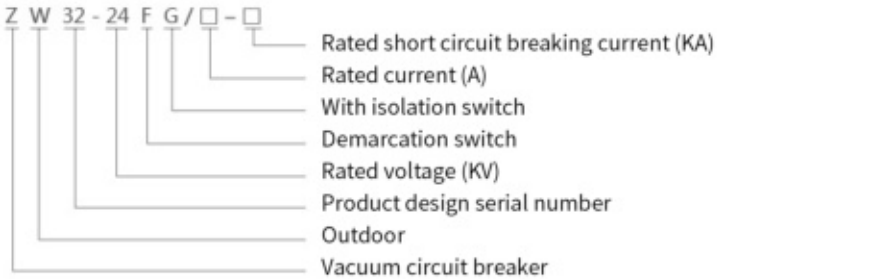 Z W 32 - 24 F G / □ - □
Rated short circuit breaking current (KA)
Rated current (A)
With isolation switch
Demarcation switch
Rated voltage (KV)
Product design serial number
Outdoor
Vacuum circuit breaker